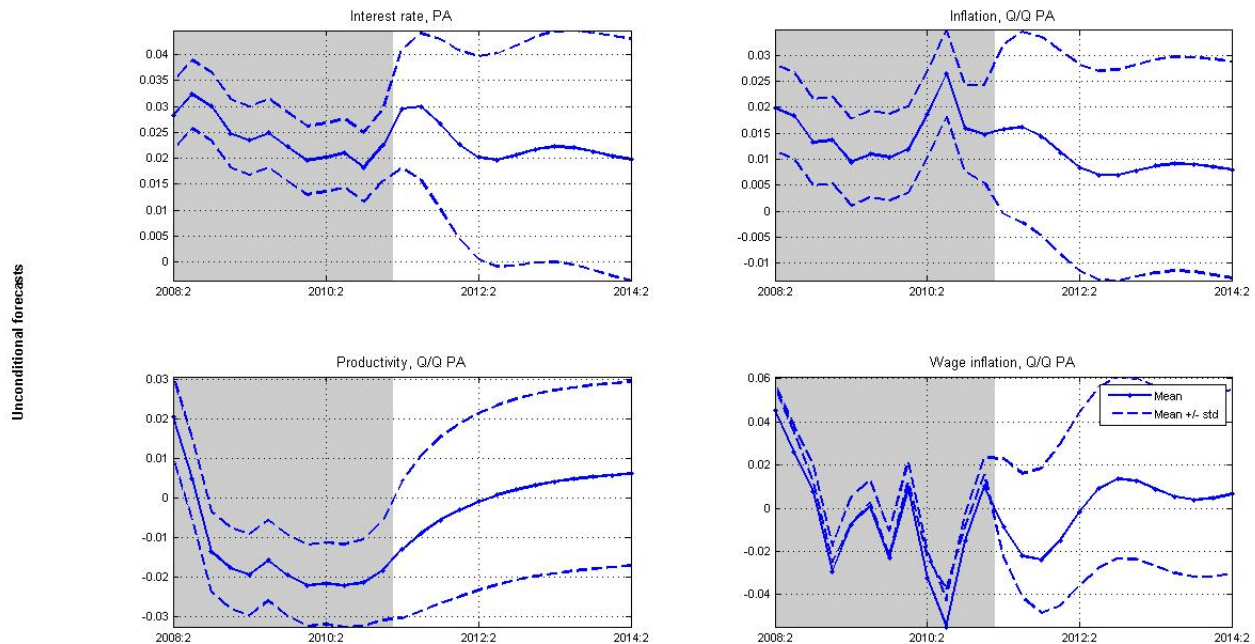 Unconditional forecasts
Interest rate, PA
0.04
0.035
0.03
0.025
0.02
0.015
0.01
0.005
0
2008:2 2010:2 2012:2 2014:2
Inflation, Q/Q PA
0.03
0.025
0.02
0.015
0.01
0.005
0
-0.005
-0.01
2008:2 2010:2 2012:2 2014:2
Productivity, Q/Q PA
0.03
0.02
0.01
0
-0.01
-0.02
-0.03
2008:2 2010:2 2012:2 2014:2
Wage inflation, Q/Q PA
0.06
0.04
0.02
0
-0.02
-0.04
2008:2 2010:2 2012:2 2014:2
Mean
Mean +/- std